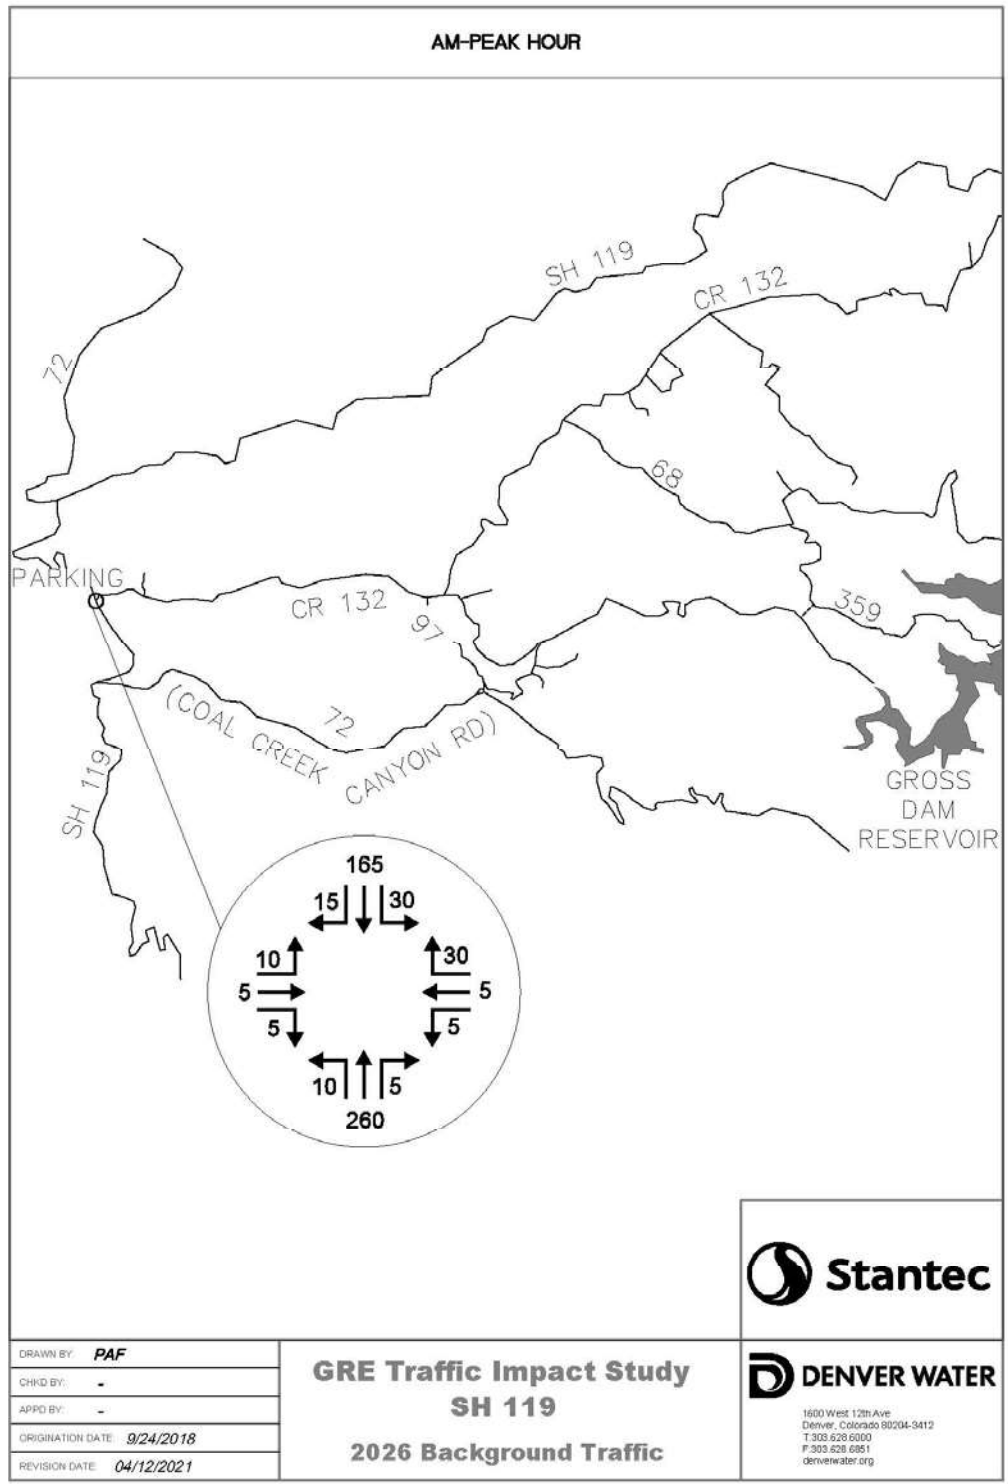 AM-PEAK HOUR
SH 119
CR 132
72
68
PARKING
CR 132
97
359
(COAL CREEK
72
CANYON RD)
SH 119
GROSS
DAM
RESERVOIR
165
15 30
10 30
5 5
5 5
10 5
260
Stantec
DRAWN BY: PAF
CHKD BY: -
APPD BY: -
ORIGINATION DATE: 9/24/2018
REVISION DATE: 04/12/2021
GRE Traffic Impact Study
SH 119
2026 Background Traffic
DENVER WATER
1600 West 12th Ave
Denver, Colorado 80204-3412
T:303.628.6000
F:303.628.6851
denverwater.org